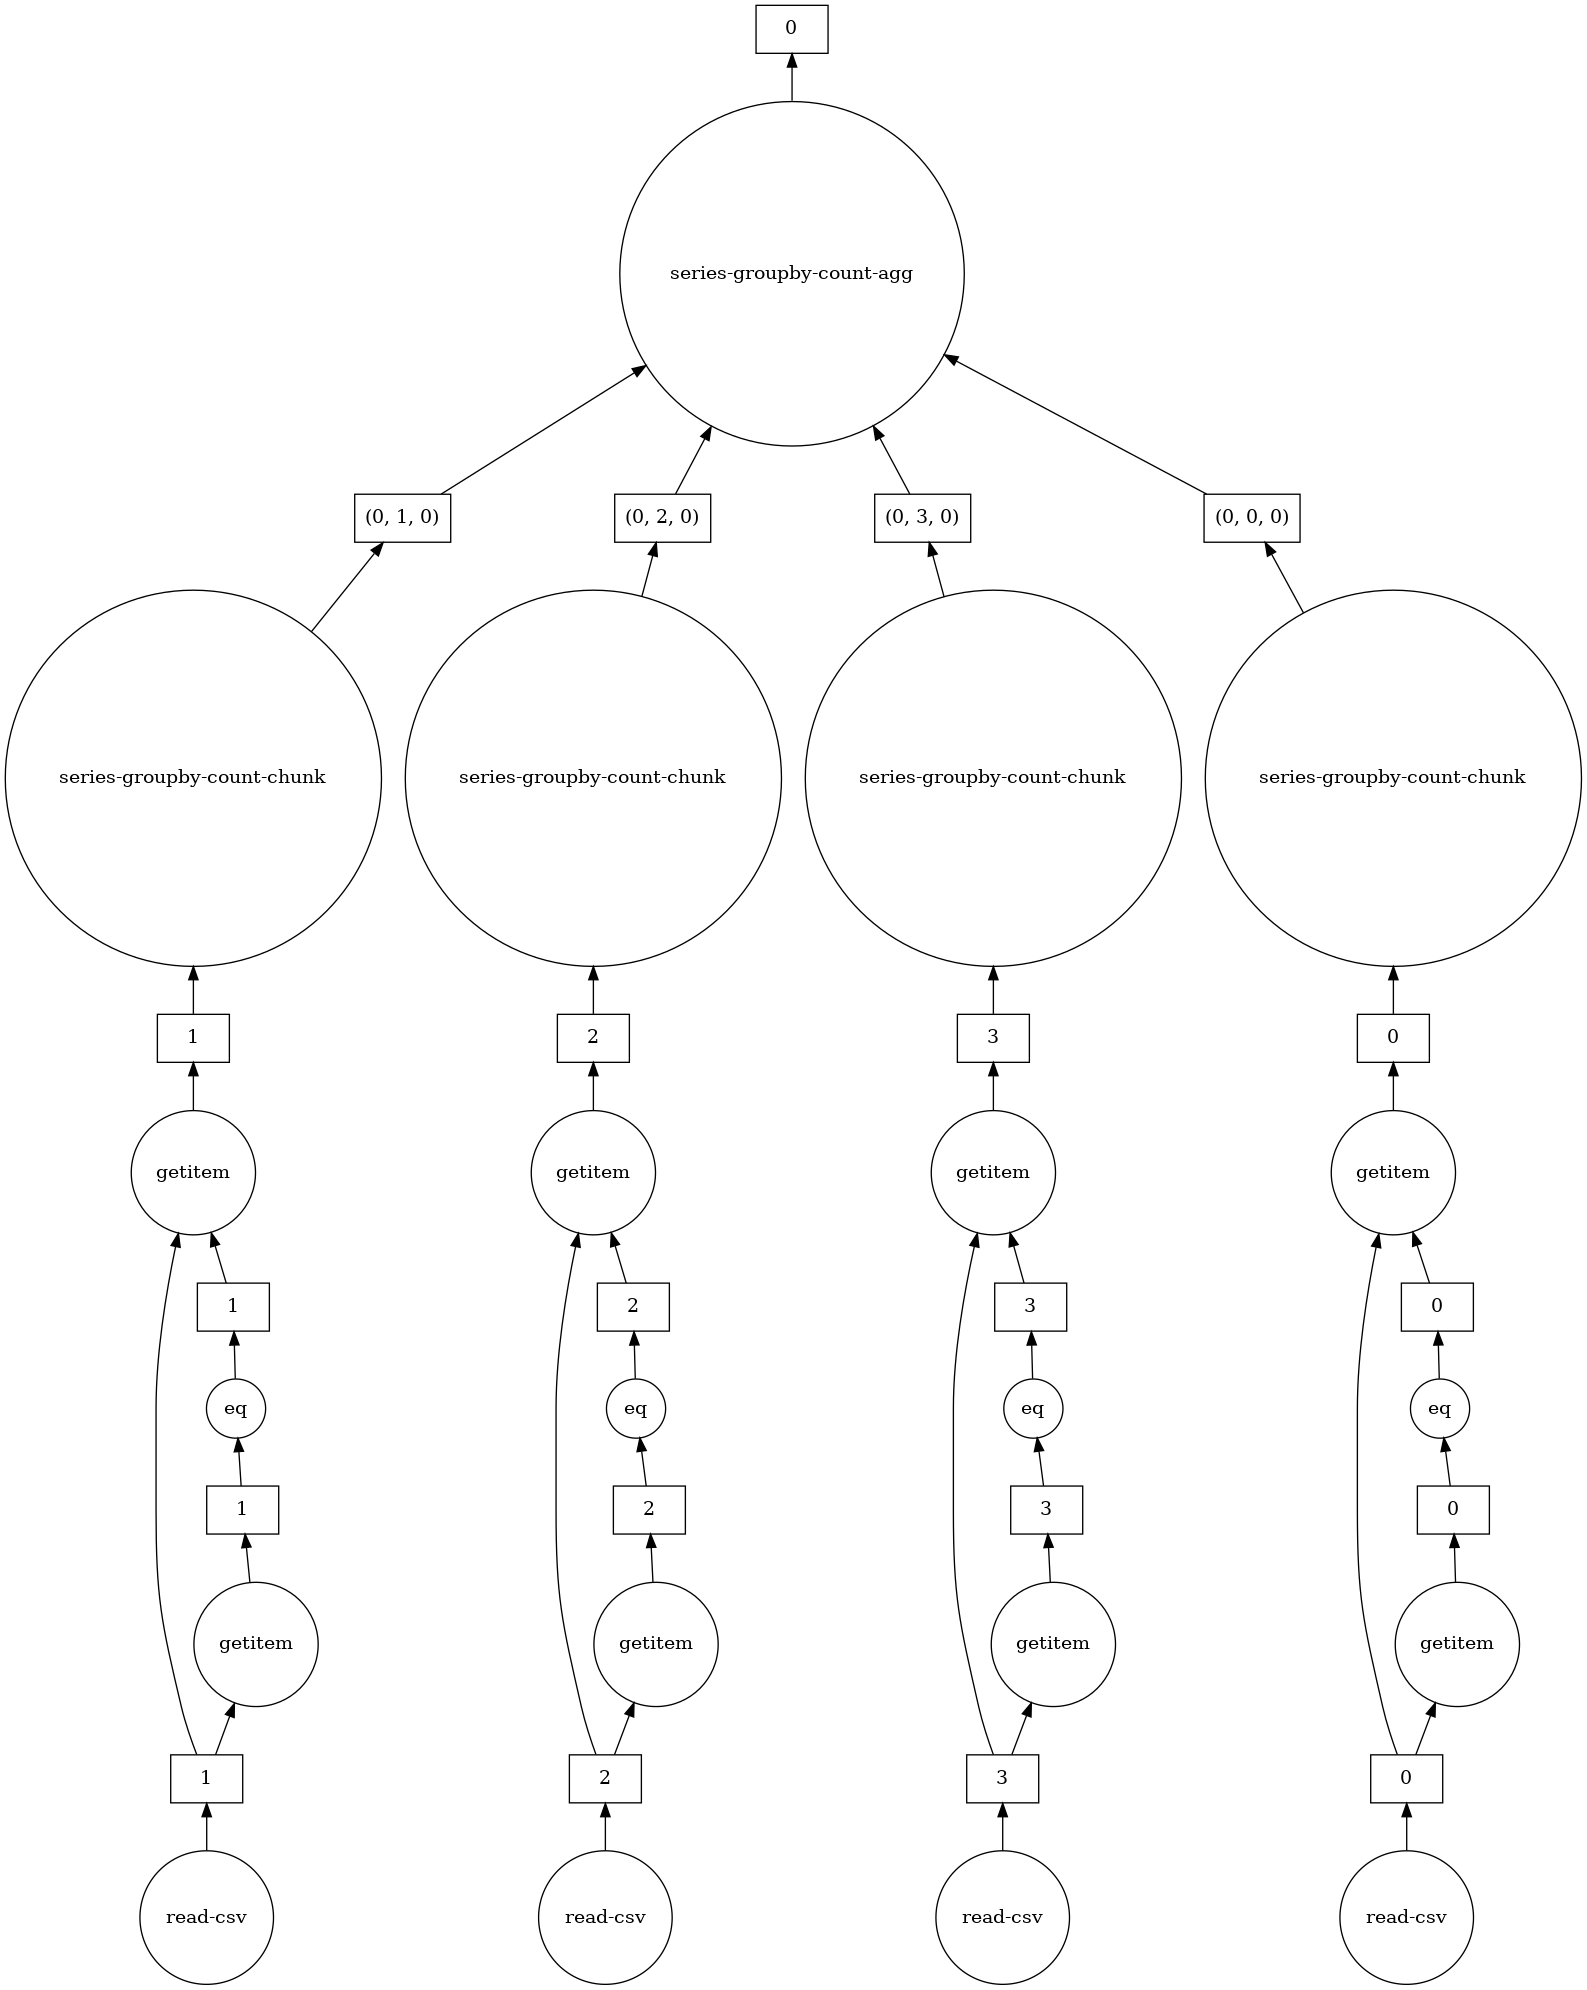 0
series-groupby-count-agg
(0, 1, 0)
(0, 2, 0)
(0, 3, 0)
(0, 0, 0)
series-groupby-count-chunk
series-groupby-count-chunk
series-groupby-count-chunk
series-groupby-count-chunk
1
2
3
0
getitem
getitem
getitem
getitem
1
2
3
0
eq
eq
eq
eq
1
2
3
0
getitem
getitem
getitem
getitem
1
2
3
0
read-csv
read-csv
read-csv
read-csv